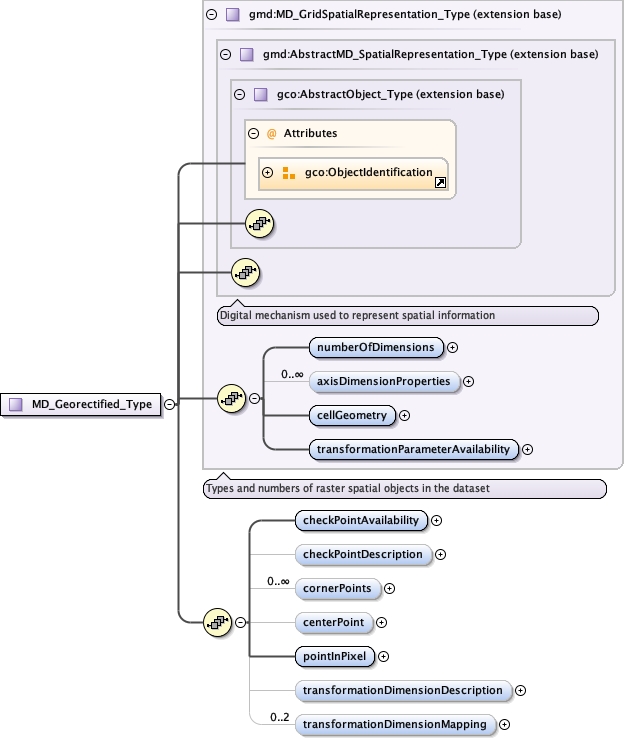 gmd:MD_GridSpatialRepresentation_Type (extension base)
gmd:AbstractMD_SpatialRepresentation_Type (extension base)
gco:AbstractObject_Type (extension base)
@ Attributes
gco:ObjectIdentification
Digital mechanism used to represent spatial information
numberOfDimensions
0..∞
axisDimensionProperties
MD_Georectified_Type
cellGeometry
transformationParameterAvailability
Types and numbers of raster spatial objects in the dataset
checkPointAvailability
checkPointDescription
0..∞
cornerPoints
centerPoint
pointInPixel
transformationDimensionDescription
0..2
transformationDimensionMapping